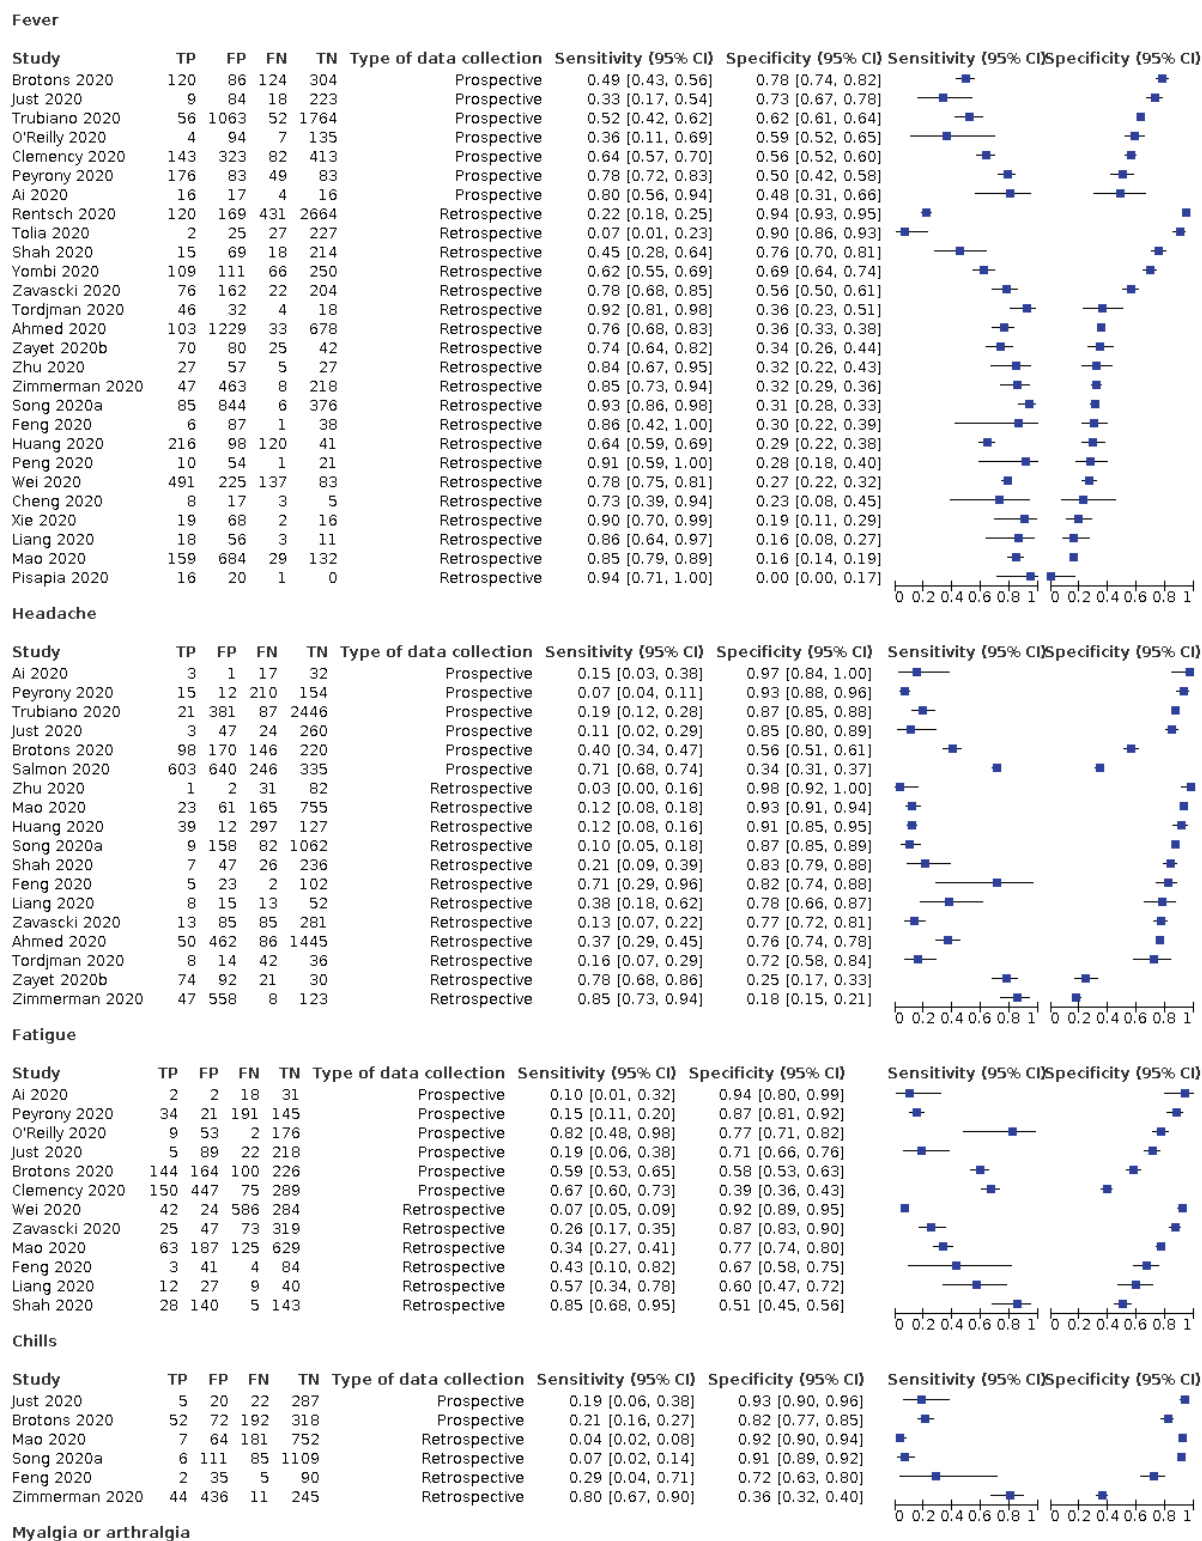 Fever
Study TP FP FN TN Type of data collection Sensitivity (95% CI) Specificity (95% CI) Sensitivity (95% CI)Specificity (95% CI)
Brotons 2020 120 86 124 304 Prospective 0.49 [0.43, 0.56] 0.78 [0.74, 0.82]
Just 2020 9 84 18 223 Prospective 0.33 [0.17, 0.54] 0.73 [0.67, 0.78]
Trubiano 2020 56 1063 52 1764 Prospective 0.52 [0.42, 0.62] 0.62 [0.61, 0.64]
O'Reilly 2020 4 94 7 135 Prospective 0.36 [0.11, 0.69] 0.59 [0.52, 0.65]
Clemency 2020 143 323 82 413 Prospective 0.64 [0.57, 0.70] 0.56 [0.52, 0.60]
Peyrony 2020 176 83 49 83 Prospective 0.78 [0.72, 0.83] 0.50 [0.42, 0.58]
Ai 2020 16 17 4 16 Prospective 0.80 [0.56, 0.94] 0.48 [0.31, 0.66]
Rentsch 2020 120 169 431 2664 Retrospective 0.22 [0.18, 0.25] 0.94 [0.93, 0.95]
Tolia 2020 2 25 27 227 Retrospective 0.07 [0.01, 0.23] 0.90 [0.86, 0.93]
Shah 2020 15 69 18 214 Retrospective 0.45 [0.28, 0.64] 0.76 [0.70, 0.81]
Yombi 2020 109 111 66 250 Retrospective 0.62 [0.55, 0.69] 0.69 [0.64, 0.74]
Zavascki 2020 76 162 22 204 Retrospective 0.78 [0.68, 0.85] 0.56 [0.50, 0.61]
Tordjman 2020 46 32 4 18 Retrospective 0.92 [0.81, 0.98] 0.36 [0.23, 0.51]
Ahmed 2020 103 1229 33 678 Retrospective 0.76 [0.68, 0.83] 0.36 [0.33, 0.38]
Zayet 2020b 70 80 25 42 Retrospective 0.74 [0.64, 0.82] 0.34 [0.26, 0.44]
Zhu 2020 27 57 5 27 Retrospective 0.84 [0.67, 0.95] 0.32 [0.22, 0.43]
Zimmerman 2020 47 463 8 218 Retrospective 0.85 [0.73, 0.94] 0.32 [0.29, 0.36]
Song 2020a 85 844 6 376 Retrospective 0.93 [0.86, 0.98] 0.31 [0.28, 0.33]
Feng 2020 6 87 1 38 Retrospective 0.86 [0.42, 1.00] 0.30 [0.22, 0.39]
Huang 2020 216 98 120 41 Retrospective 0.64 [0.59, 0.69] 0.29 [0.22, 0.38]
Peng 2020 10 54 1 21 Retrospective 0.91 [0.59, 1.00] 0.28 [0.18, 0.40]
Wei 2020 491 225 137 83 Retrospective 0.78 [0.75, 0.81] 0.27 [0.22, 0.32]
Cheng 2020 8 17 3 5 Retrospective 0.73 [0.39, 0.94] 0.23 [0.08, 0.45]
Xie 2020 19 68 2 16 Retrospective 0.90 [0.70, 0.99] 0.19 [0.11, 0.29]
Liang 2020 18 56 3 11 Retrospective 0.86 [0.64, 0.97] 0.16 [0.08, 0.27]
Mao 2020 159 684 29 132 Retrospective 0.85 [0.79, 0.89] 0.16 [0.14, 0.19]
Pisapia 2020 16 20 1 0 Retrospective 0.94 [0.71, 1.00] 0.00 [0.00, 0.17]
0 0.2 0.4 0.6 0.8 1 0 0.2 0.4 0.6 0.8 1
Headache
Study TP FP FN TN Type of data collection Sensitivity (95% CI) Specificity (95% CI) Sensitivity (95% CI)Specificity (95% CI)
Ai 2020 3 1 17 32 Prospective 0.15 [0.03, 0.38] 0.97 [0.84, 1.00]
Peyrony 2020 15 12 210 154 Prospective 0.07 [0.04, 0.11] 0.93 [0.88, 0.96]
Trubiano 2020 21 381 87 2446 Prospective 0.19 [0.12, 0.28] 0.87 [0.85, 0.88]
Just 2020 3 47 24 260 Prospective 0.11 [0.02, 0.29] 0.85 [0.80, 0.89]
Brotons 2020 98 170 146 220 Prospective 0.40 [0.34, 0.47] 0.56 [0.51, 0.61]
Salmon 2020 603 640 246 335 Prospective 0.71 [0.68, 0.74] 0.34 [0.31, 0.37]
Zhu 2020 1 2 31 82 Retrospective 0.03 [0.00, 0.16] 0.98 [0.92, 1.00]
Mao 2020 23 61 165 755 Retrospective 0.12 [0.08, 0.18] 0.93 [0.91, 0.94]
Huang 2020 39 12 297 127 Retrospective 0.12 [0.08, 0.16] 0.91 [0.85, 0.95]
Song 2020a 9 158 82 1062 Retrospective 0.10 [0.05, 0.18] 0.87 [0.85, 0.89]
Shah 2020 7 47 26 236 Retrospective 0.21 [0.09, 0.39] 0.83 [0.79, 0.88]
Feng 2020 5 23 2 102 Retrospective 0.71 [0.29, 0.96] 0.82 [0.74, 0.88]
Liang 2020 8 15 13 52 Retrospective 0.38 [0.18, 0.62] 0.78 [0.66, 0.87]
Zavascki 2020 13 85 85 281 Retrospective 0.13 [0.07, 0.22] 0.77 [0.72, 0.81]
Ahmed 2020 50 462 86 1445 Retrospective 0.37 [0.29, 0.45] 0.76 [0.74, 0.78]
Tordjman 2020 8 14 42 36 Retrospective 0.16 [0.07, 0.29] 0.72 [0.58, 0.84]
Zayet 2020b 74 92 21 30 Retrospective 0.78 [0.68, 0.86] 0.25 [0.17, 0.33]
Zimmerman 2020 47 558 8 123 Retrospective 0.85 [0.73, 0.94] 0.18 [0.15, 0.21]
0 0.2 0.4 0.6 0.8 1 0 0.2 0.4 0.6 0.8 1
Fatigue
Study TP FP FN TN Type of data collection Sensitivity (95% CI) Specificity (95% CI) Sensitivity (95% CI)Specificity (95% CI)
Ai 2020 2 2 18 31 Prospective 0.10 [0.01, 0.32] 0.94 [0.80, 0.99]
Peyrony 2020 34 21 191 145 Prospective 0.15 [0.11, 0.20] 0.87 [0.81, 0.92]
O'Reilly 2020 9 53 2 176 Prospective 0.82 [0.48, 0.98] 0.77 [0.71, 0.82]
Just 2020 5 89 22 218 Prospective 0.19 [0.06, 0.38] 0.71 [0.66, 0.76]
Brotons 2020 144 164 100 226 Prospective 0.59 [0.53, 0.65] 0.58 [0.53, 0.63]
Clemency 2020 150 447 75 289 Prospective 0.67 [0.60, 0.73] 0.39 [0.36, 0.43]
Wei 2020 42 24 586 284 Retrospective 0.07 [0.05, 0.09] 0.92 [0.89, 0.95]
Zavascki 2020 25 47 73 319 Retrospective 0.26 [0.17, 0.35] 0.87 [0.83, 0.90]
Mao 2020 63 187 125 629 Retrospective 0.34 [0.27, 0.41] 0.77 [0.74, 0.80]
Feng 2020 3 41 4 84 Retrospective 0.43 [0.10, 0.82] 0.67 [0.58, 0.75]
Liang 2020 12 27 9 40 Retrospective 0.57 [0.34, 0.78] 0.60 [0.47, 0.72]
Shah 2020 28 140 5 143 Retrospective 0.85 [0.68, 0.95] 0.51 [0.45, 0.56]
0 0.2 0.4 0.6 0.8 1 0 0.2 0.4 0.6 0.8 1
Chills
Study TP FP FN TN Type of data collection Sensitivity (95% CI) Specificity (95% CI) Sensitivity (95% CI)Specificity (95% CI)
Just 2020 5 20 22 287 Prospective 0.19 [0.06, 0.38] 0.93 [0.90, 0.96]
Brotons 2020 52 72 192 318 Prospective 0.21 [0.16, 0.27] 0.82 [0.77, 0.85]
Mao 2020 7 64 181 752 Retrospective 0.04 [0.02, 0.08] 0.92 [0.90, 0.94]
Song 2020a 6 111 85 1109 Retrospective 0.07 [0.02, 0.14] 0.91 [0.89, 0.92]
Feng 2020 2 35 5 90 Retrospective 0.29 [0.04, 0.71] 0.72 [0.63, 0.80]
Zimmerman 2020 44 436 11 245 Retrospective 0.80 [0.67, 0.90] 0.36 [0.32, 0.40]
0 0.2 0.4 0.6 0.8 1 0 0.2 0.4 0.6 0.8 1
Myalgia or arthralgia